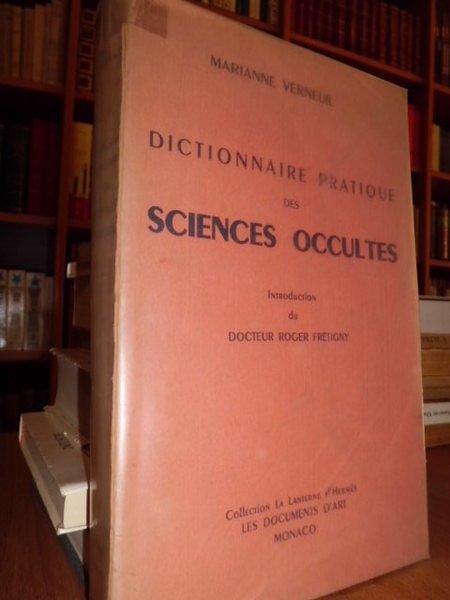 MARIANNE VERNEUIL
DICTIONNAIRE PRATIQUE
DES
SCIENCES OCCULTES
INTRODUCTION
du
DOCTEUR ROGER FRÉTIGNY
Collection LA LANTERNE d'HERMÈS
LES DOCUMENTS D'ART
MONACO